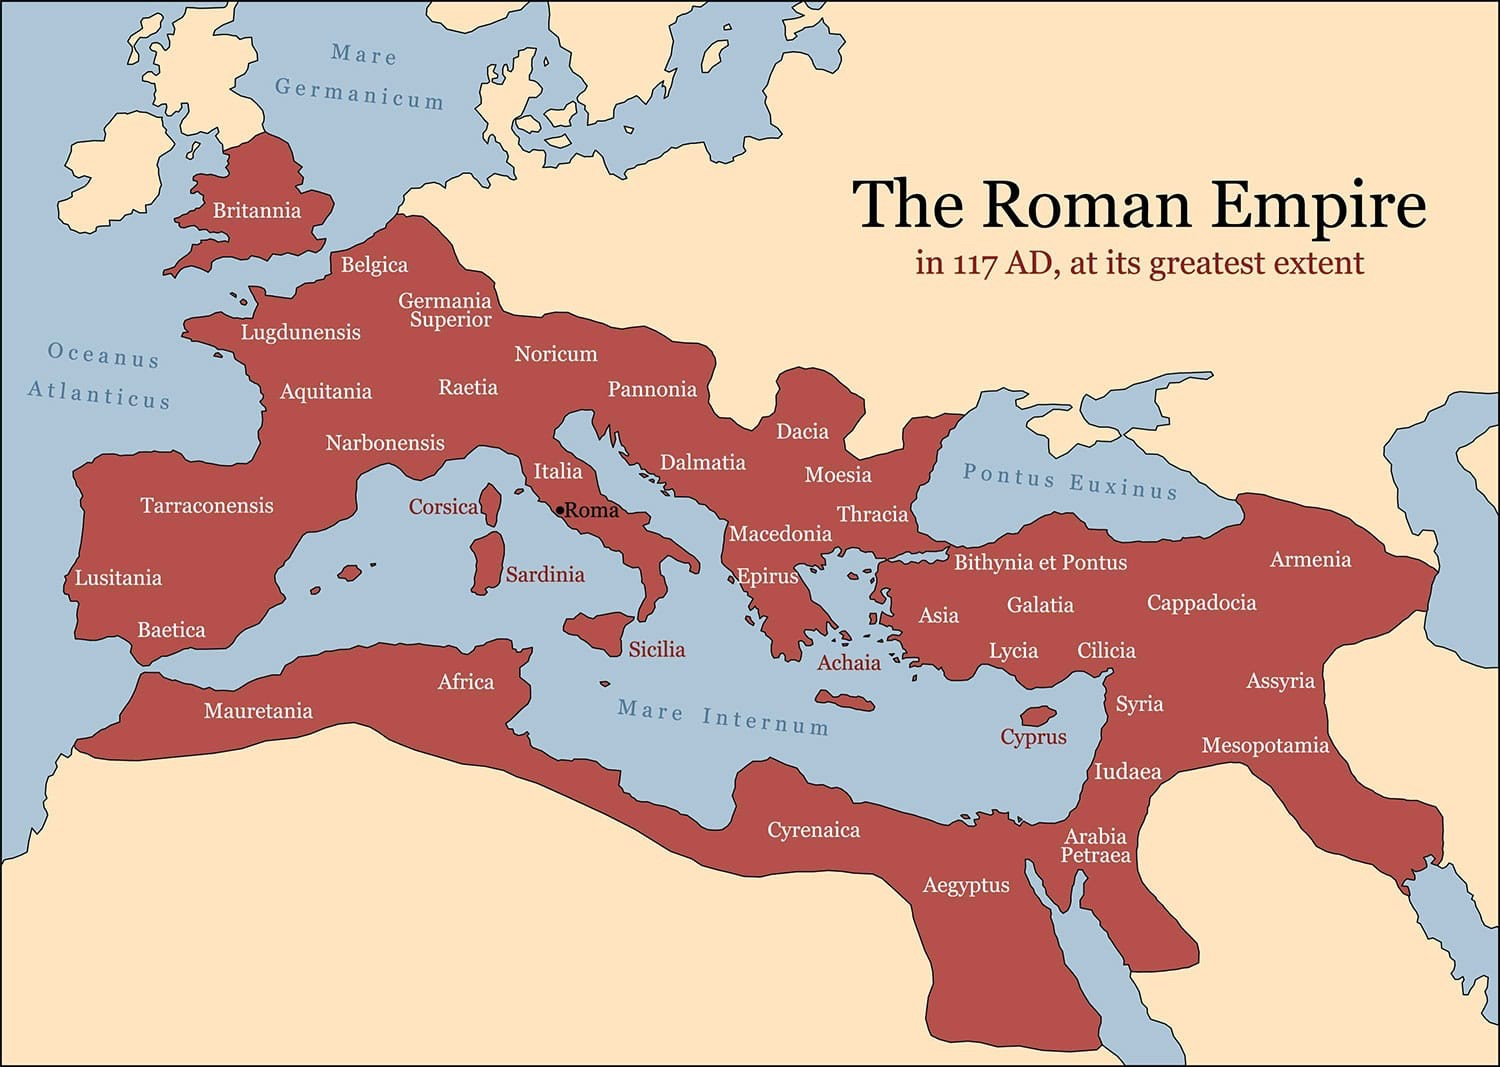 Mare
Germanicum
The Roman Empire
in 117 AD, at its greatest extent
Britannia
Belgica
Germania
Superior
Lugdunensis
Oceanus
Atlanticus
Noricum
Aquitania
Raetia
Pannonia
Dacia
Narbonensis
Italia
Dalmatia
Moesia
Pontus Euxinus
Tarraconensis
Corsica
Roma
Thracia
Macedonia
Bithynia et Pontus
Armenia
Lusitania
Sardinia
Epirus
Asia
Galatia
Cappadocia
Baetica
Sicilia
Achaia
Lycia
Cilicia
Africa
Assyria
Mauretania
Mare Internum
Syria
Cyprus
Mesopotamia
Iudaea
Cyrenaica
Arabia
Petraea
Aegyptus